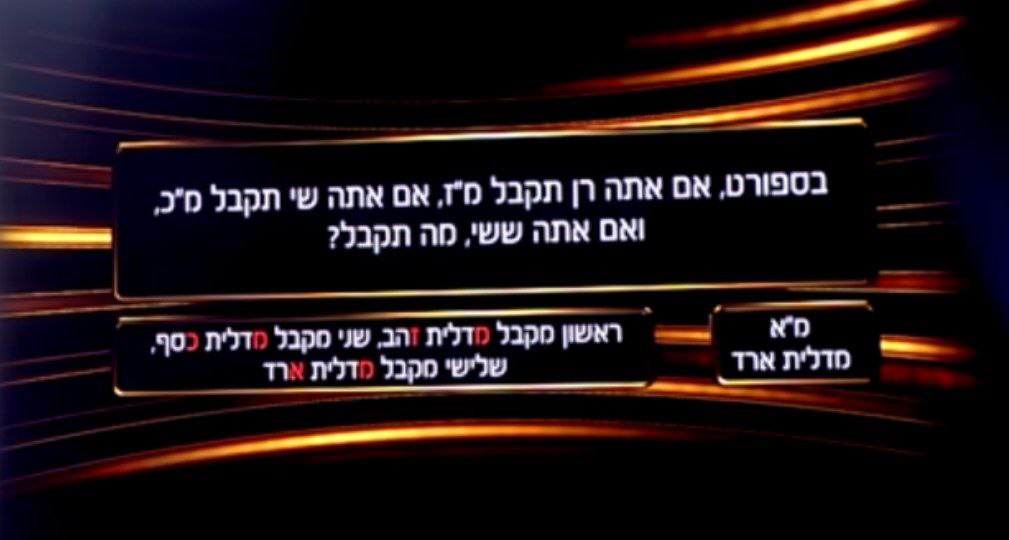 בספורט, אם אתה רן תקבל מ"ז, אם אתה שי תקבל מ"כ,
ואם אתה ששי, מה תקבל?
מ"א
מדלית ארד
ראשון מקבל מדלית זהב, שני מקבל מדלית כסף,
שלישי מקבל מדלית ארד